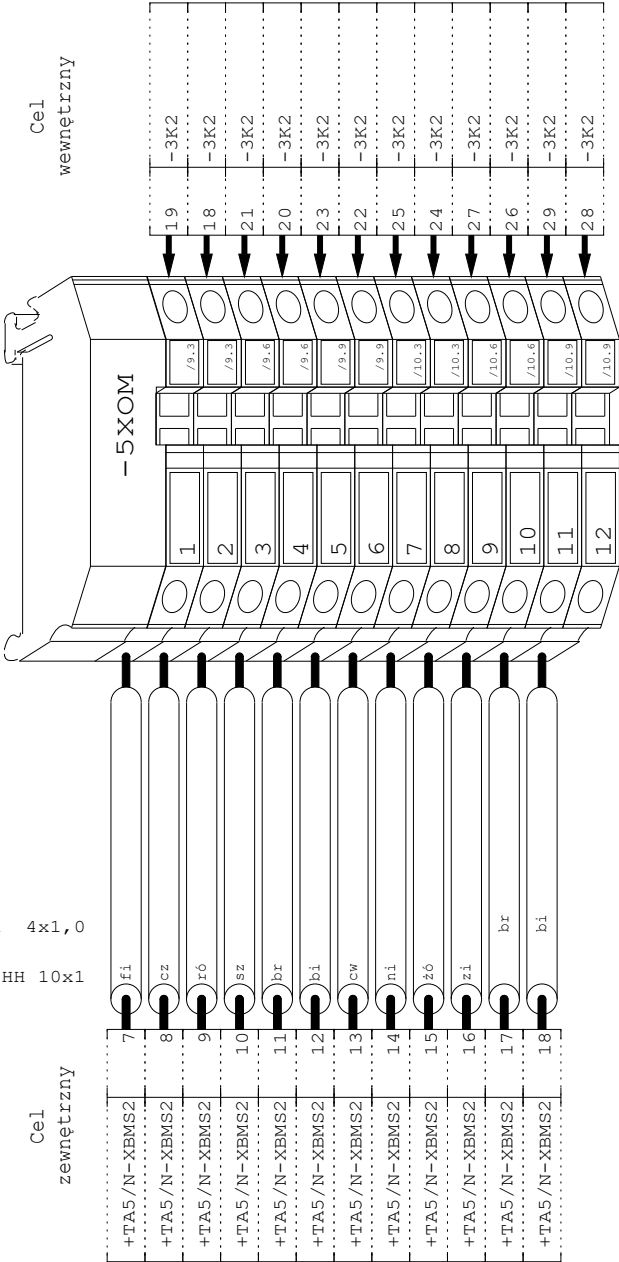 Cel
wewnętrzny
19 -3K2
18 -3K2
21 -3K2
20 -3K2
23 -3K2
22 -3K2
25 -3K2
24 -3K2
27 -3K2
26 -3K2
29 -3K2
28 -3K2
-5XOM
1 /9.3
2 /9.3
3 /9.6
4 /9.6
5 /9.9
6 /9.9
7 /10.3
8 /10.3
9 /10.6
10 /10.6
11 /10.9
12 /10.9
4x1,0
HH 10x1
fi
cz
ró
sz
br
bi
cw
ni
żó
zi
br
bi
Cel
zewnętrzny
+TA5/N-XBMS2 7
+TA5/N-XBMS2 8
+TA5/N-XBMS2 9
+TA5/N-XBMS2 10
+TA5/N-XBMS2 11
+TA5/N-XBMS2 12
+TA5/N-XBMS2 13
+TA5/N-XBMS2 14
+TA5/N-XBMS2 15
+TA5/N-XBMS2 16
+TA5/N-XBMS2 17
+TA5/N-XBMS2 18